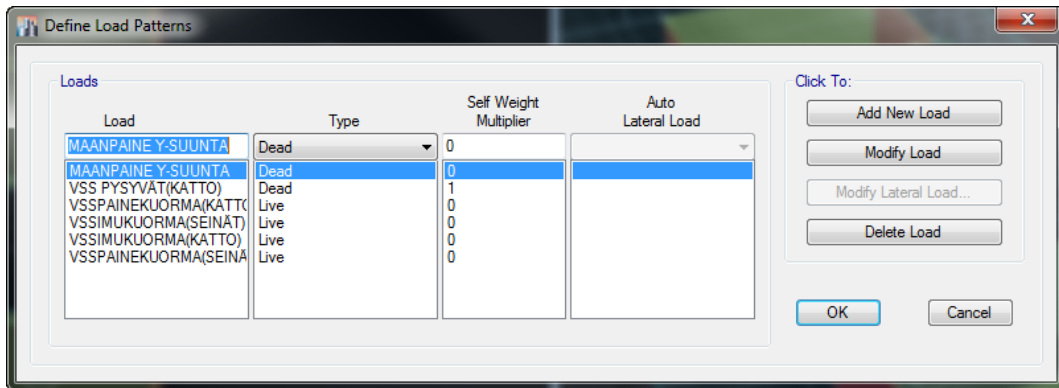 Define Load Patterns
Loads
Click To:
Load Type Self Weight Multiplier Auto Lateral Load
MAANPAINE Y-SUUNTA Dead 0
MAANPAINE Y-SUUNTA Dead 0
VSS PYSYVÄT(KATTO) Dead 1
VSSPAINEKUORMA(KATTO Live 0
VSSIMUKUORMA(SEINÄT) Live 0
VSSIMUKUORMA(KATTO) Live 0
VSSPAINEKUORMA(SEINÄ Live 0
Add New Load
Modify Load
Modify Lateral Load...
Delete Load
OK Cancel